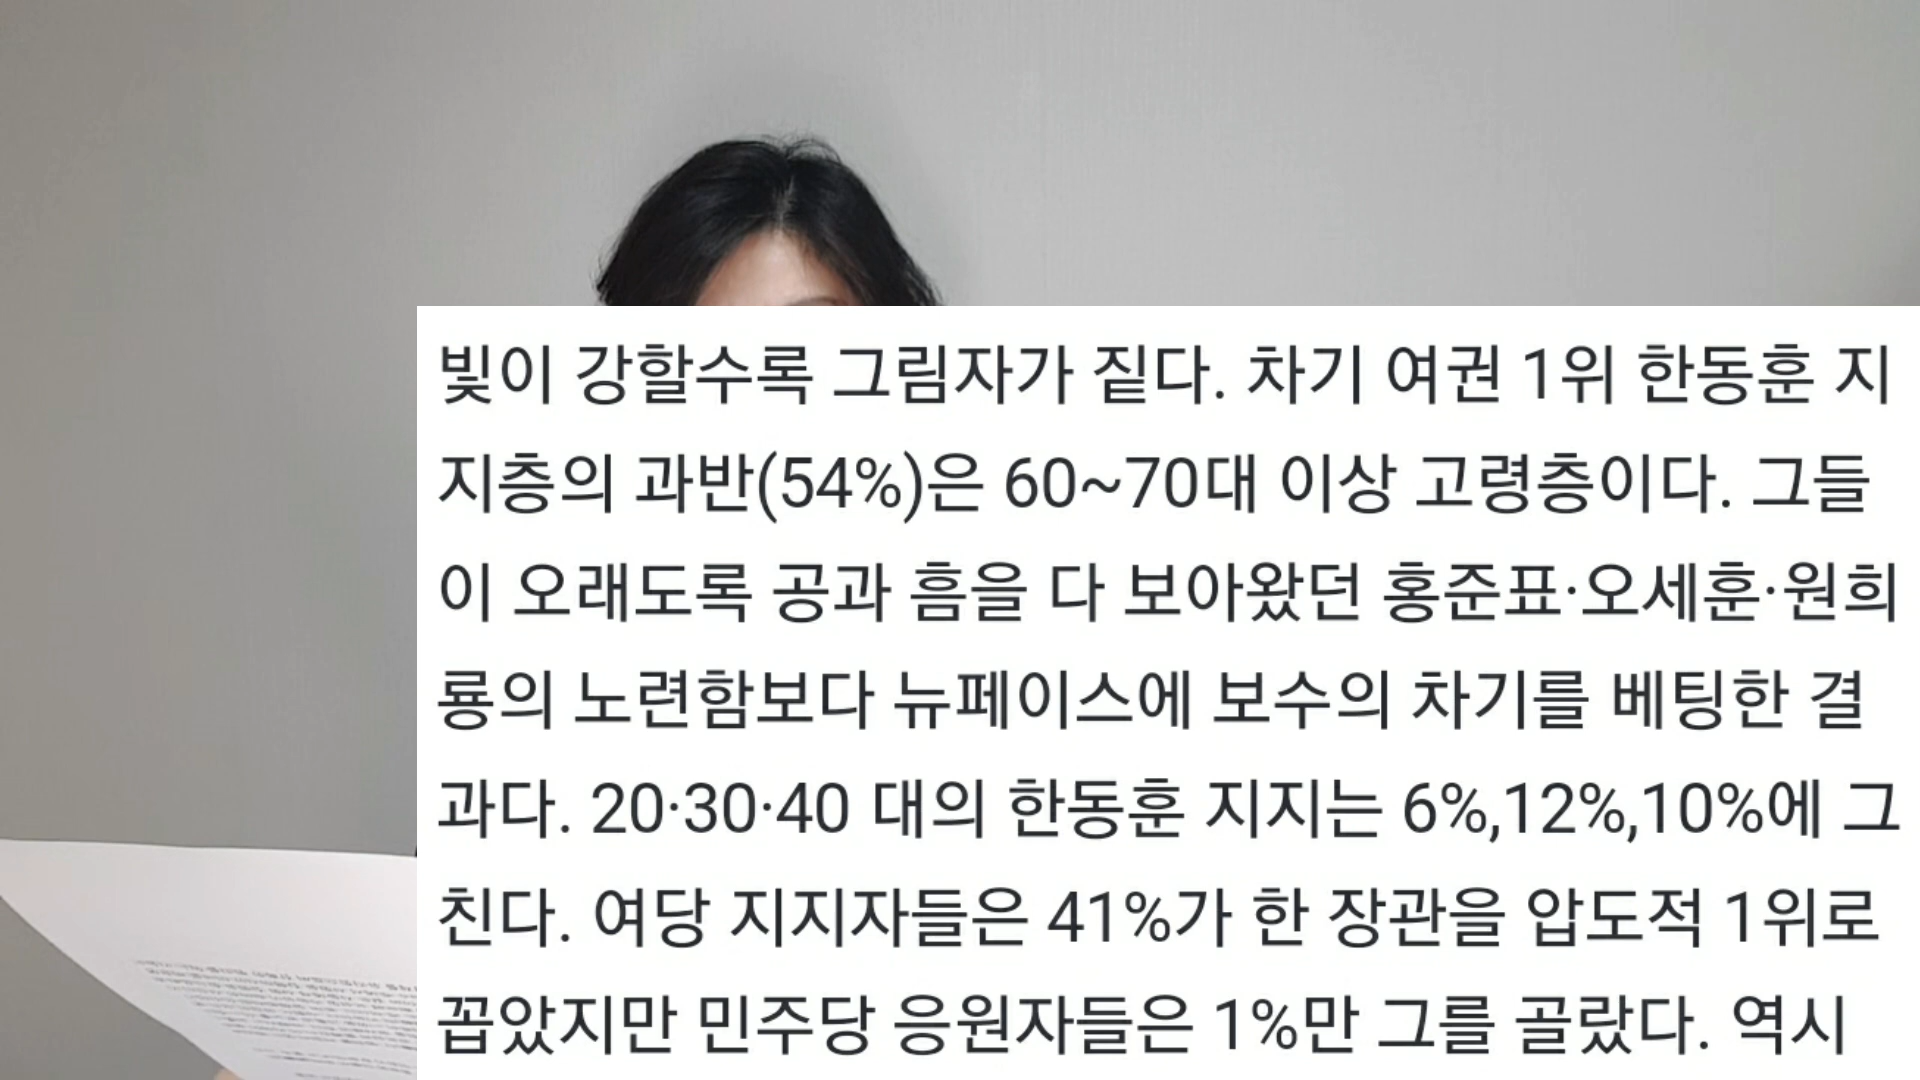 빛이 강할수록 그림자가 짙다. 차기 여권 1위 한동훈 지
지층의 과반(54%)은 60~70대 이상 고령층이다. 그들
이 오래도록 공과 흠을 다 보아왔던 홍준표·오세훈·원희
룡의 노련함보다 뉴페이스에 보수의 차기를 베팅한 결
과다. 20·30·40 대의 한동훈 지지는 6%,12%,10%에 그
친다. 여당 지지자들은 41%가 한 장관을 압도적 1위로
꼽았지만 민주당 응원자들은 1%만 그를 골랐다. 역시